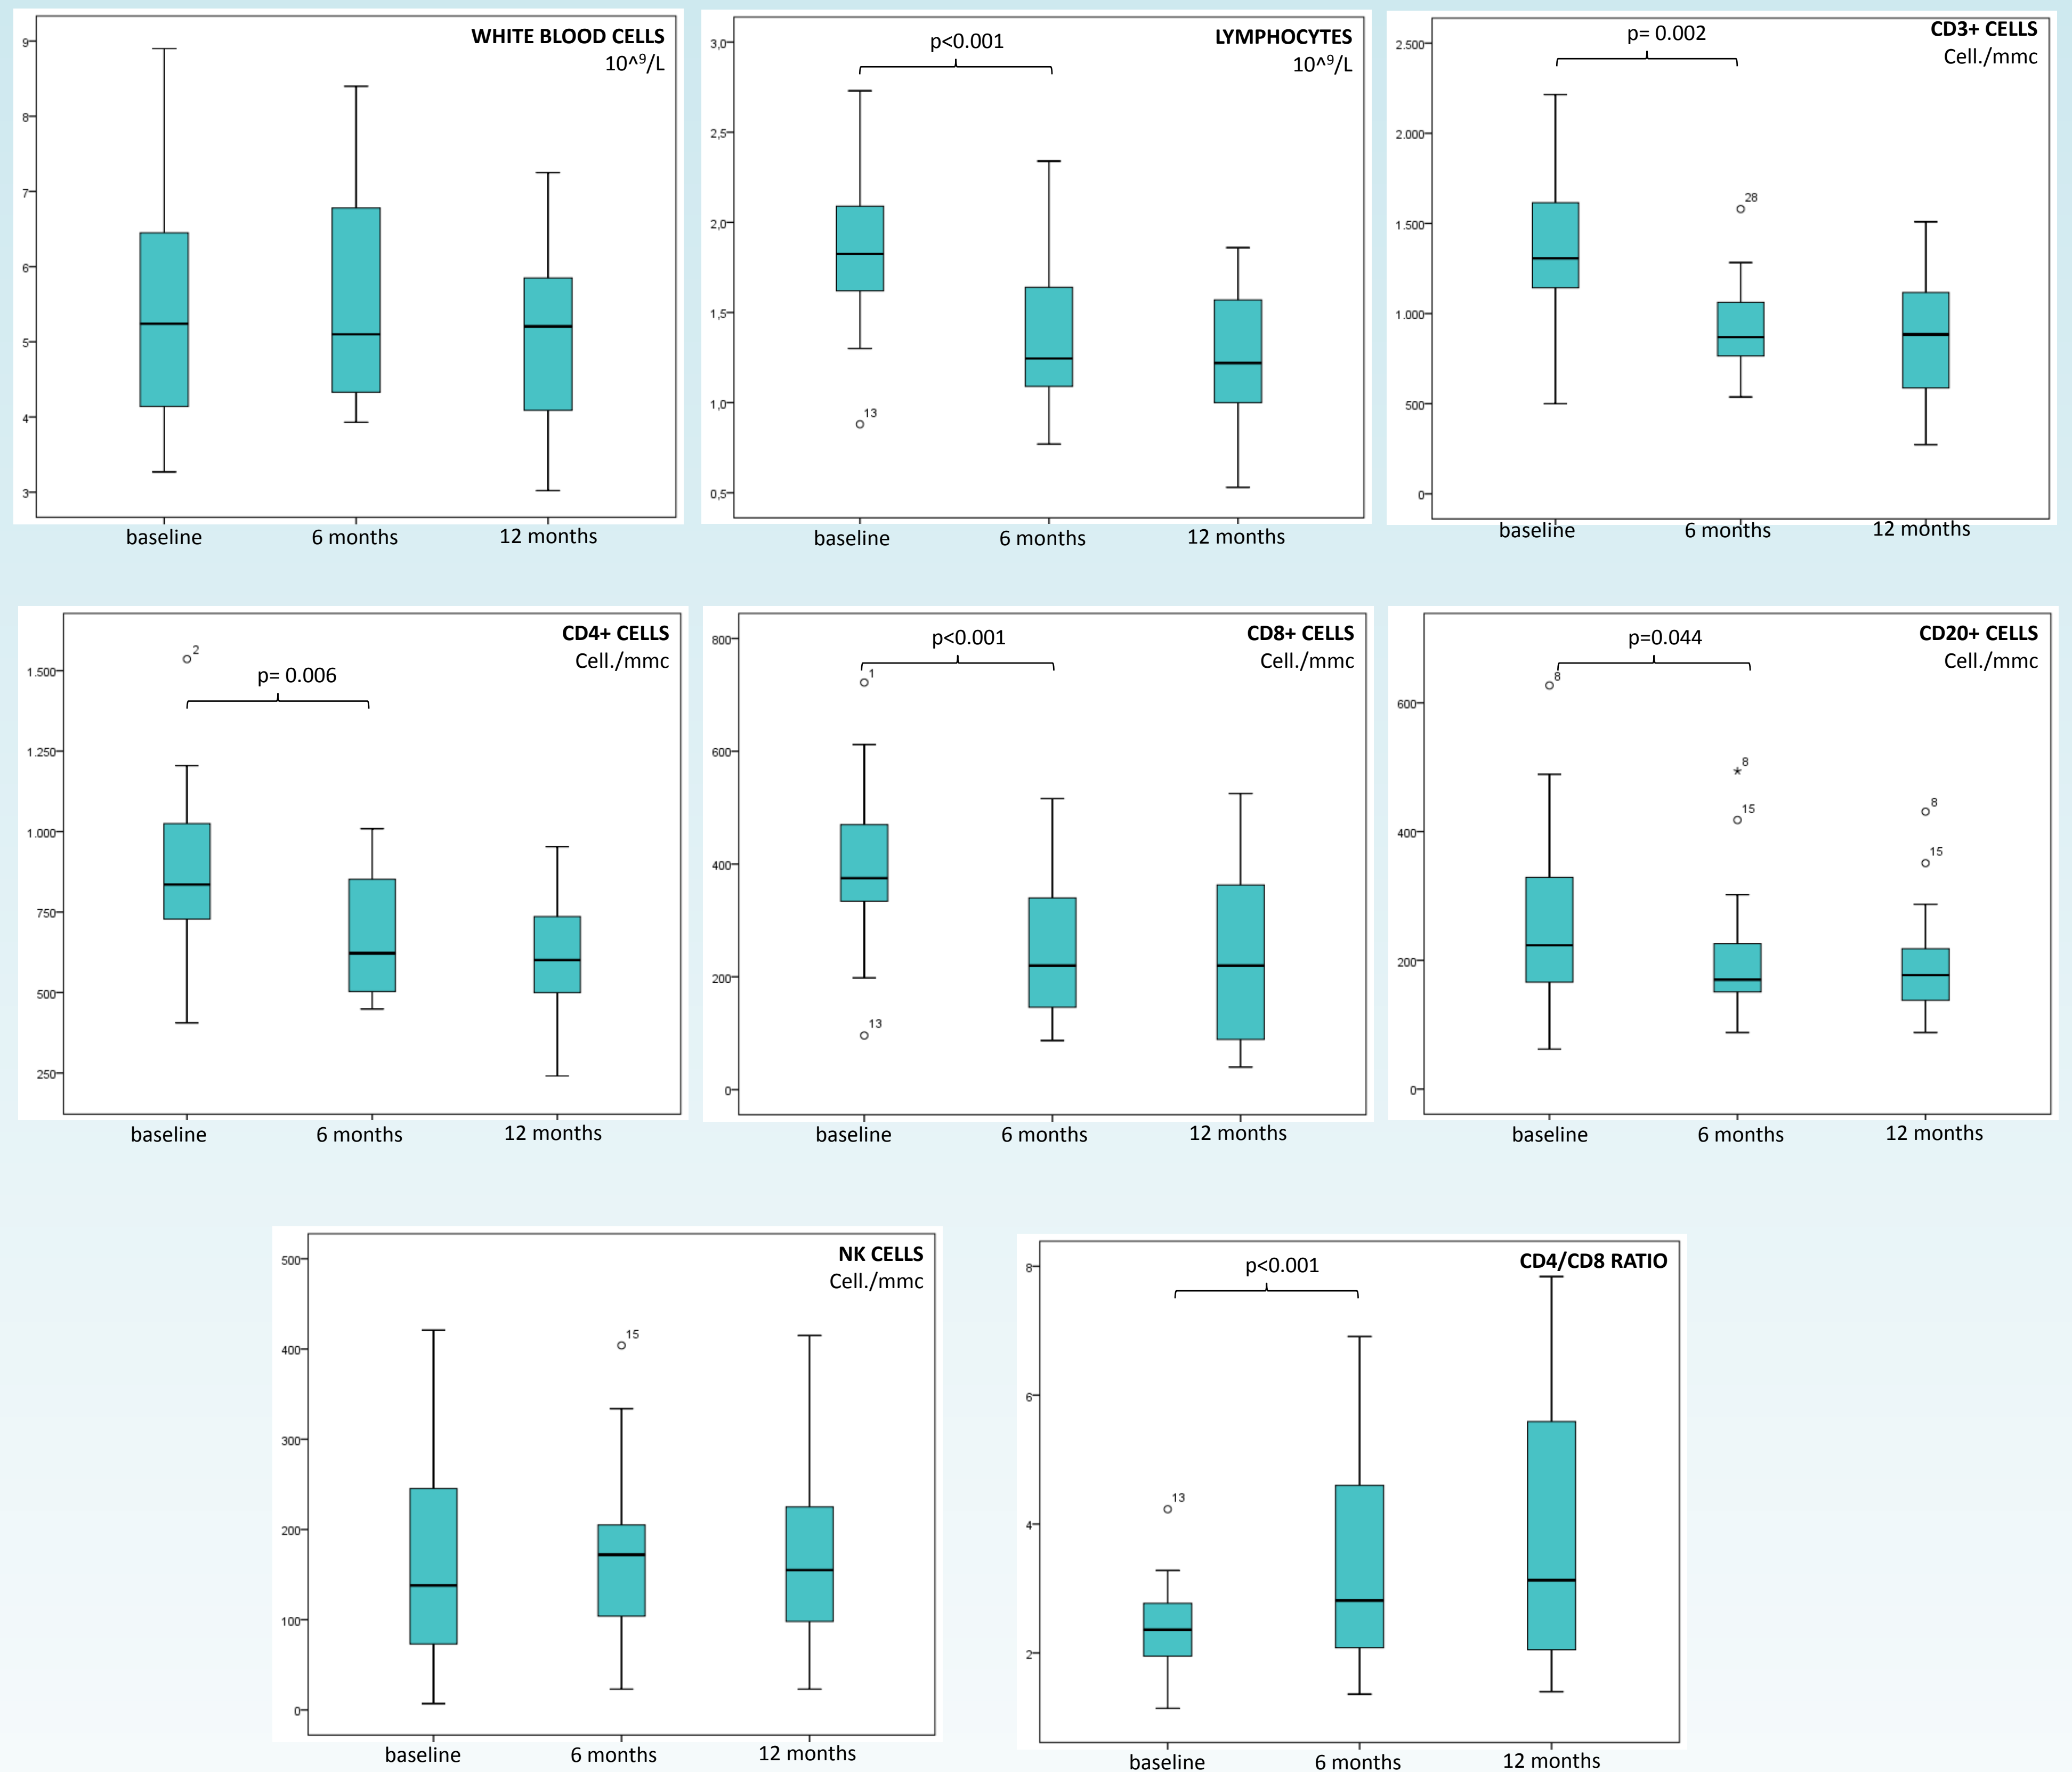 WHITE BLOOD CELLS
10^⁹/L
9
8
7
6
5
4
3
baseline 6 months 12 months
p<0.001
LYMPHOCYTES
10^⁹/L
3,0
2,5
2,0
1,5
1,0
0,5
13
baseline 6 months 12 months
p= 0.002
CD3+ CELLS
Cell./mmc
2.500
2.000
1.500
1.000
500
0
28
baseline 6 months 12 months
CD4+ CELLS
Cell./mmc
p= 0.006
2
1.500
1.250
1.000
750
500
250
baseline 6 months 12 months
p<0.001
CD8+ CELLS
Cell./mmc
800
600
400
200
0
1
13
baseline 6 months 12 months
p=0.044
CD20+ CELLS
Cell./mmc
600
400
200
0
8
8
15
8
15
baseline 6 months 12 months
NK CELLS
Cell./mmc
500
400
300
200
100
0
15
baseline 6 months 12 months
p<0.001
CD4/CD8 RATIO
8
6
4
2
13
baseline 6 months 12 months